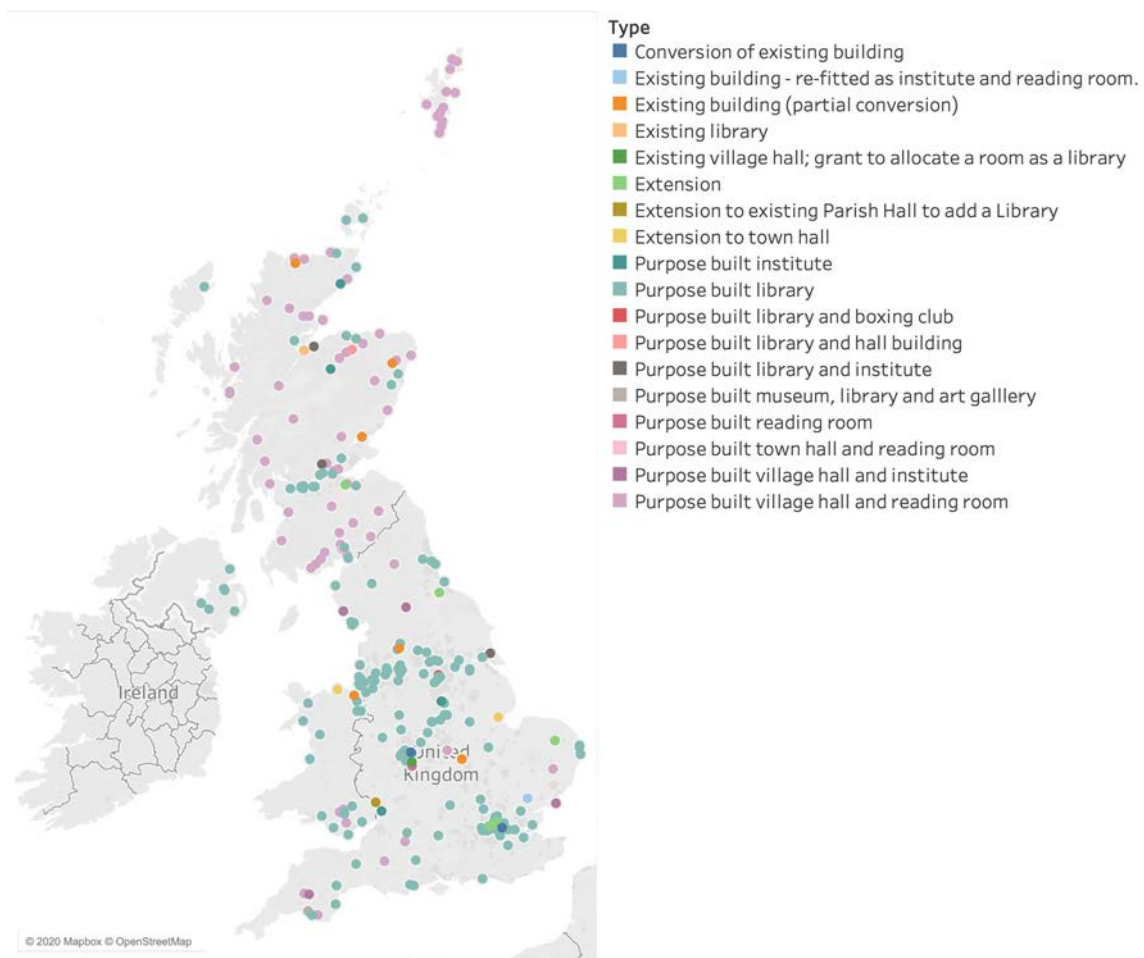 Type
Conversion of existing building
Existing building - re-fitted as institute and reading room.
Existing building (partial conversion)
Existing library
Existing village hall; grant to allocate a room as a library
Extension
Extension to existing Parish Hall to add a Library
Extension to town hall
Purpose built institute
Purpose built library
Purpose built library and boxing club
Purpose built library and hall building
Purpose built library and institute
Purpose built museum, library and art galllery
Purpose built reading room
Purpose built town hall and reading room
Purpose built village hall and institute
Purpose built village hall and reading room
Ireland
United
Kingdom
© 2020 Mapbox © OpenStreetMap